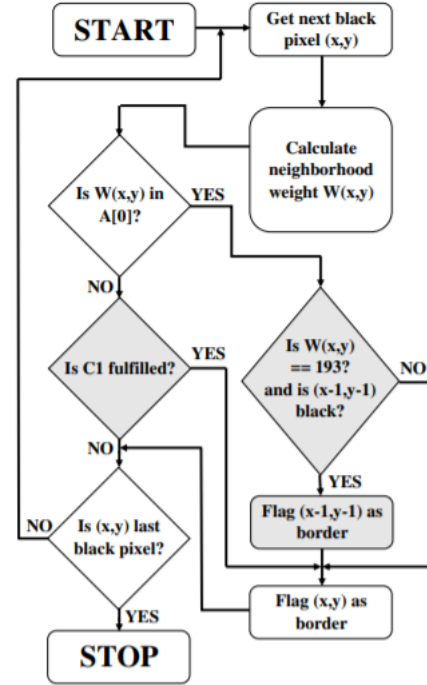 START
Get next black
pixel (x,y)
Calculate
neighborhood
weight W(x,y)
Is W(x,y) in
A[0]?
YES
NO
Is W(x,y)
== 193?
and is (x-1,y-1)
black?
NO
YES
Is C1 fulfilled?
YES
NO
Flag (x-1,y-1) as
border
Flag (x,y) as
border
Is (x,y) last
black pixel?
NO
YES
STOP